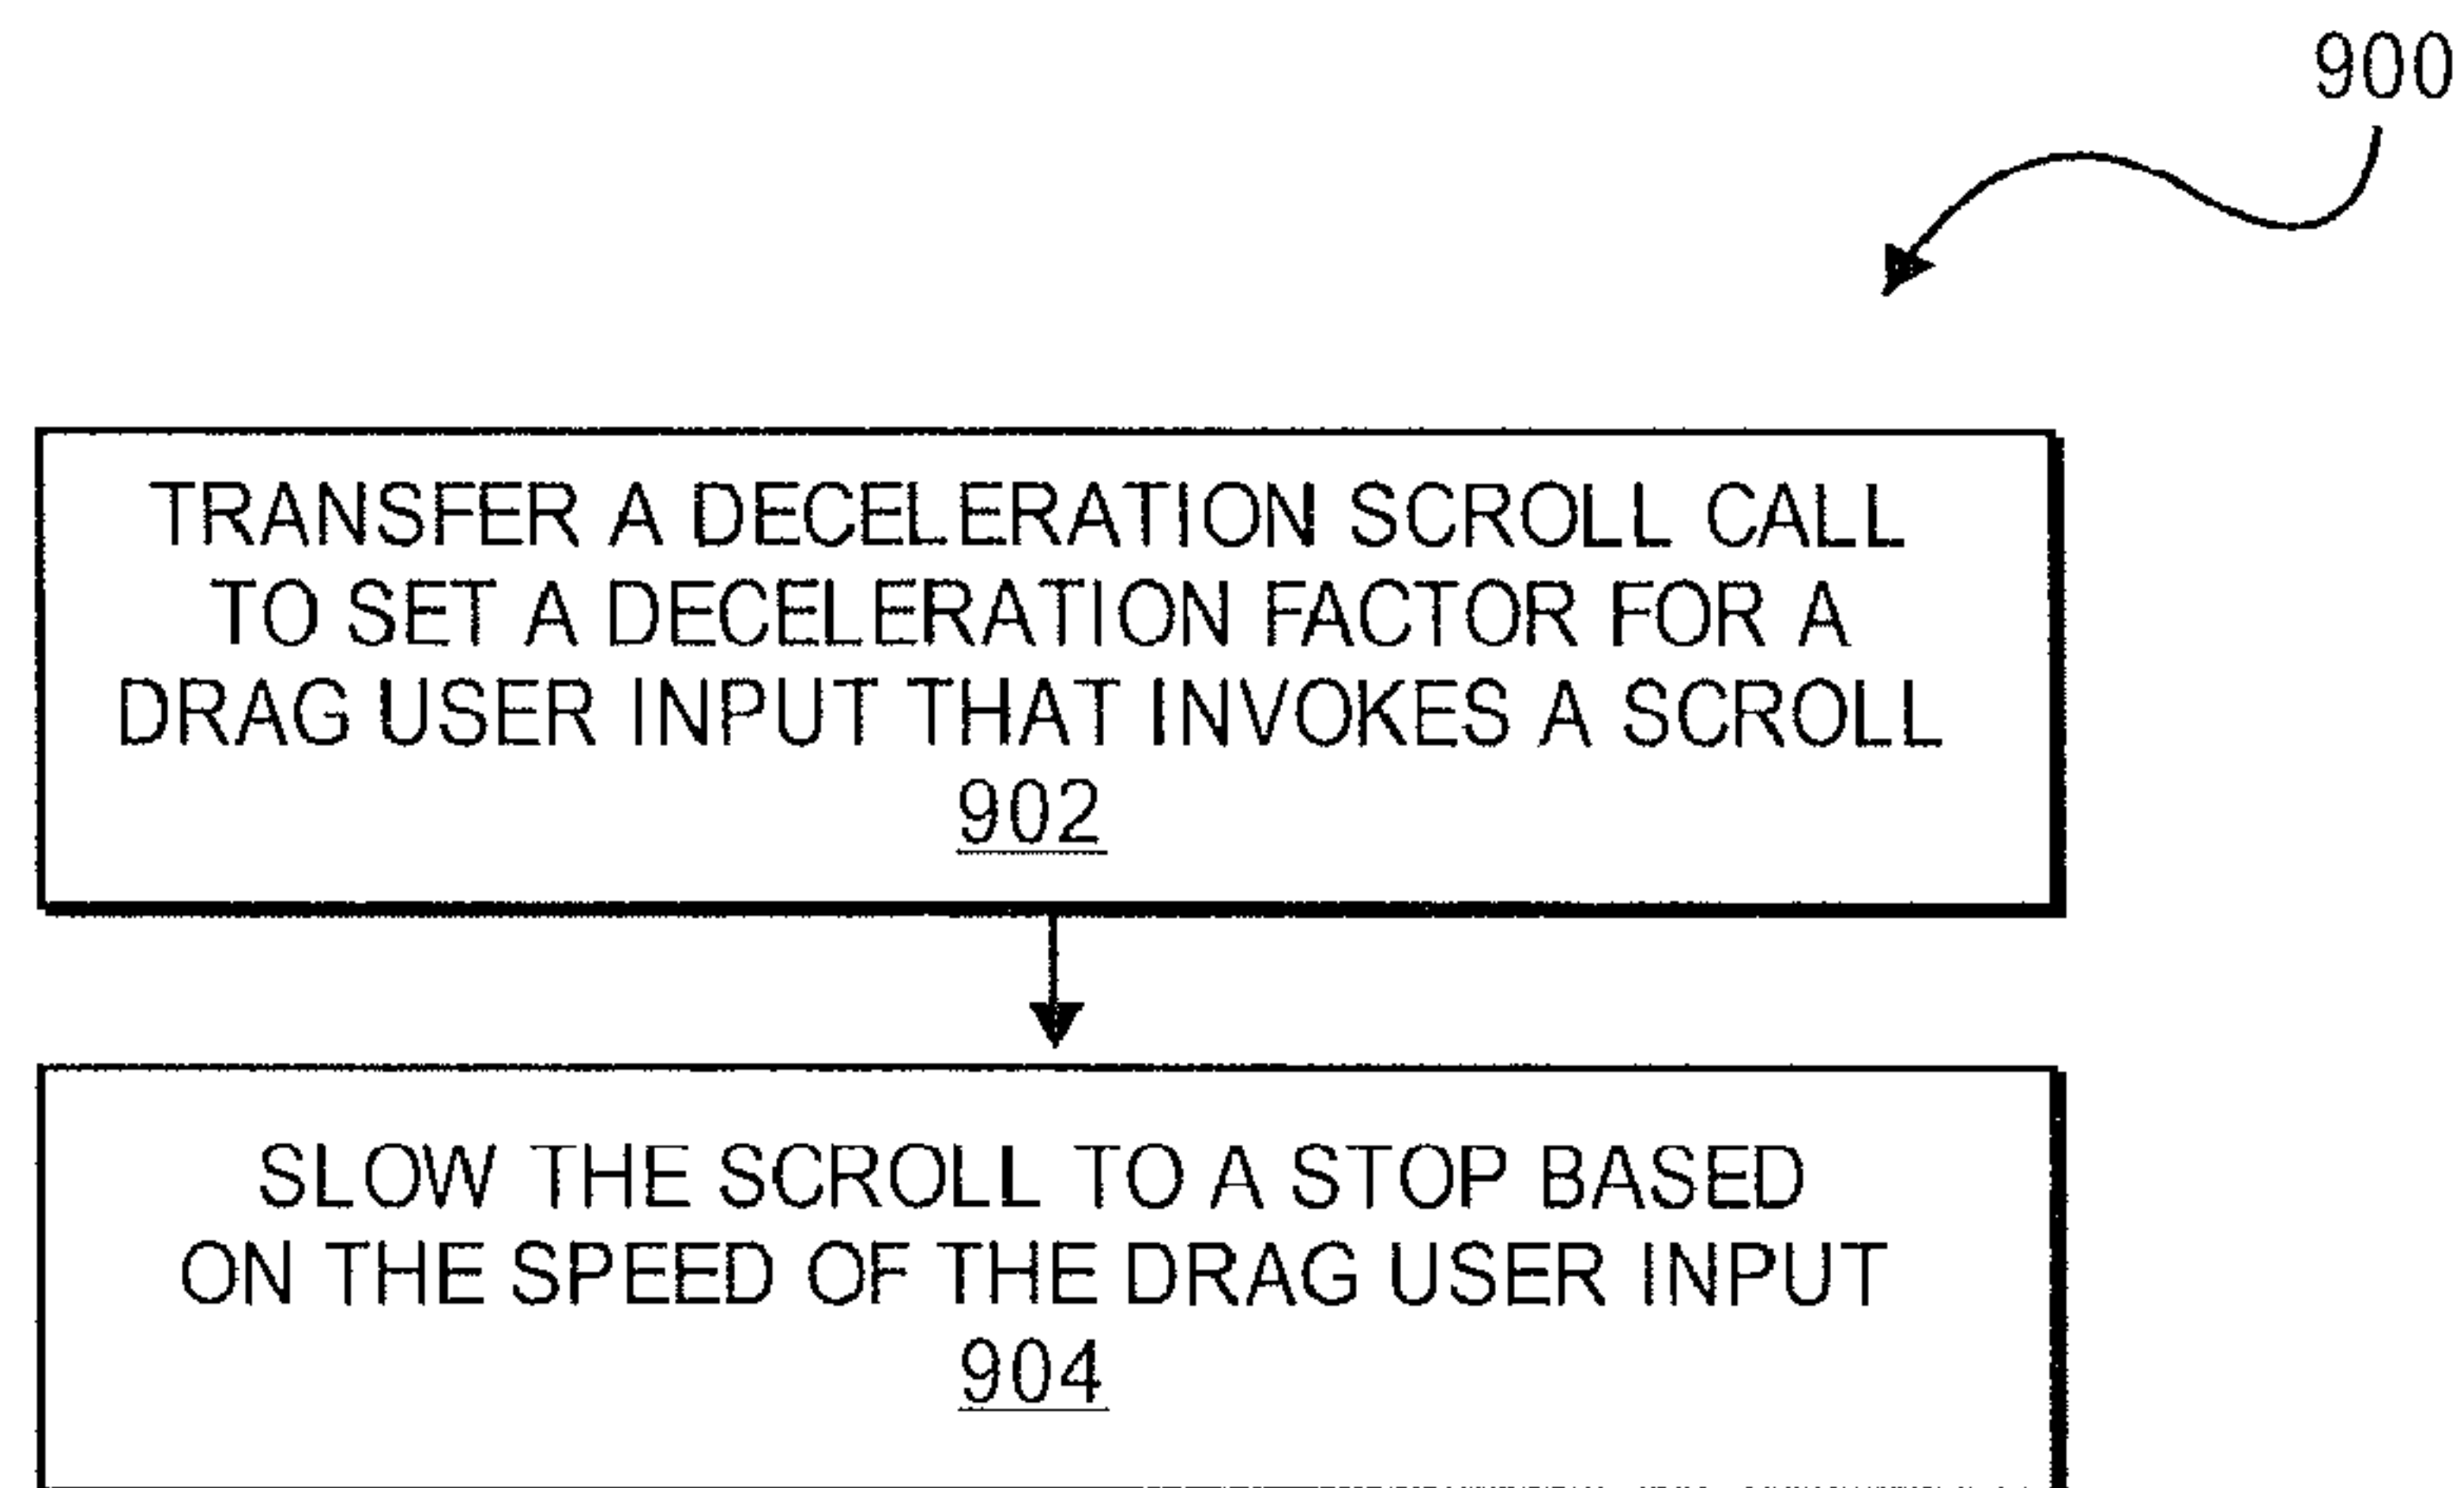 900
TRANSFER A DECELERATION SCROLL CALL
TO SET A DECELERATION FACTOR FOR A
DRAG USER INPUT THAT INVOKES A SCROLL
902
SLOW THE SCROLL TO A STOP BASED
ON THE SPEED OF THE DRAG USER INPUT
904